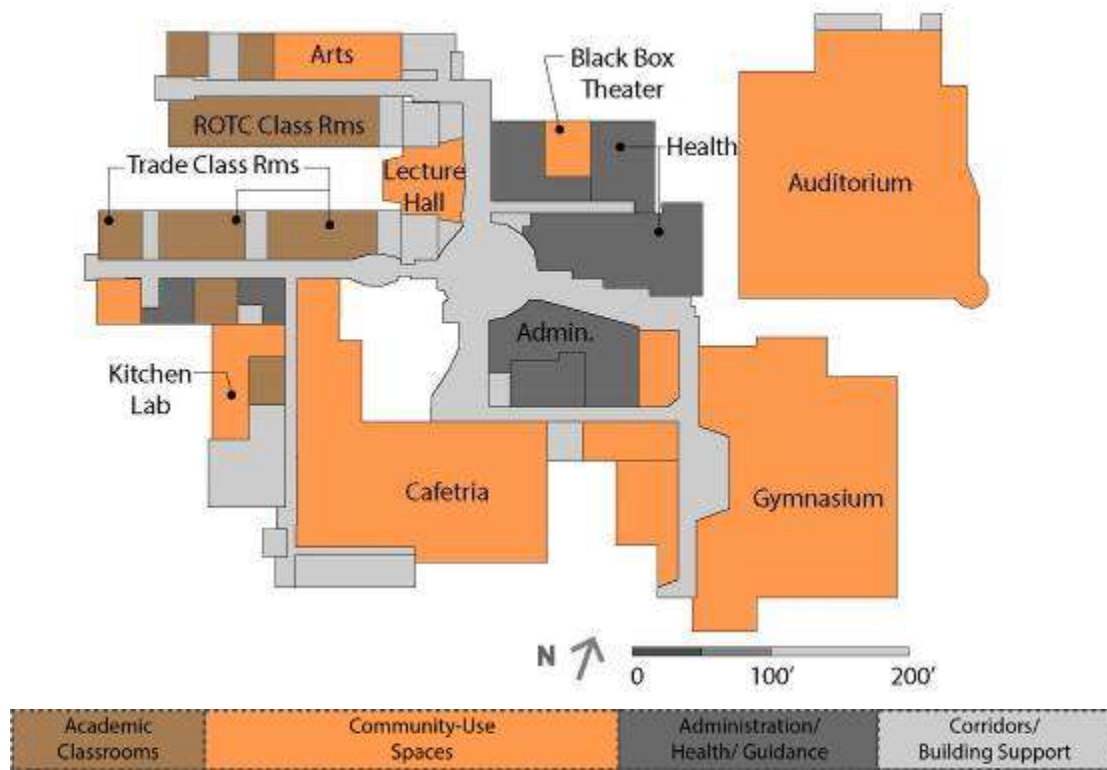 Arts
Black Box
Theater
ROTC Class Rms
Health
Trade Class Rms
Lecture
Hall
Auditorium
Admin.
Kitchen
Lab
Cafetria
Gymnasium
N
0
100'
200'
Academic
Classrooms
Community-Use
Spaces
Administration/
Health/ Guidance
Corridors/
Building Support